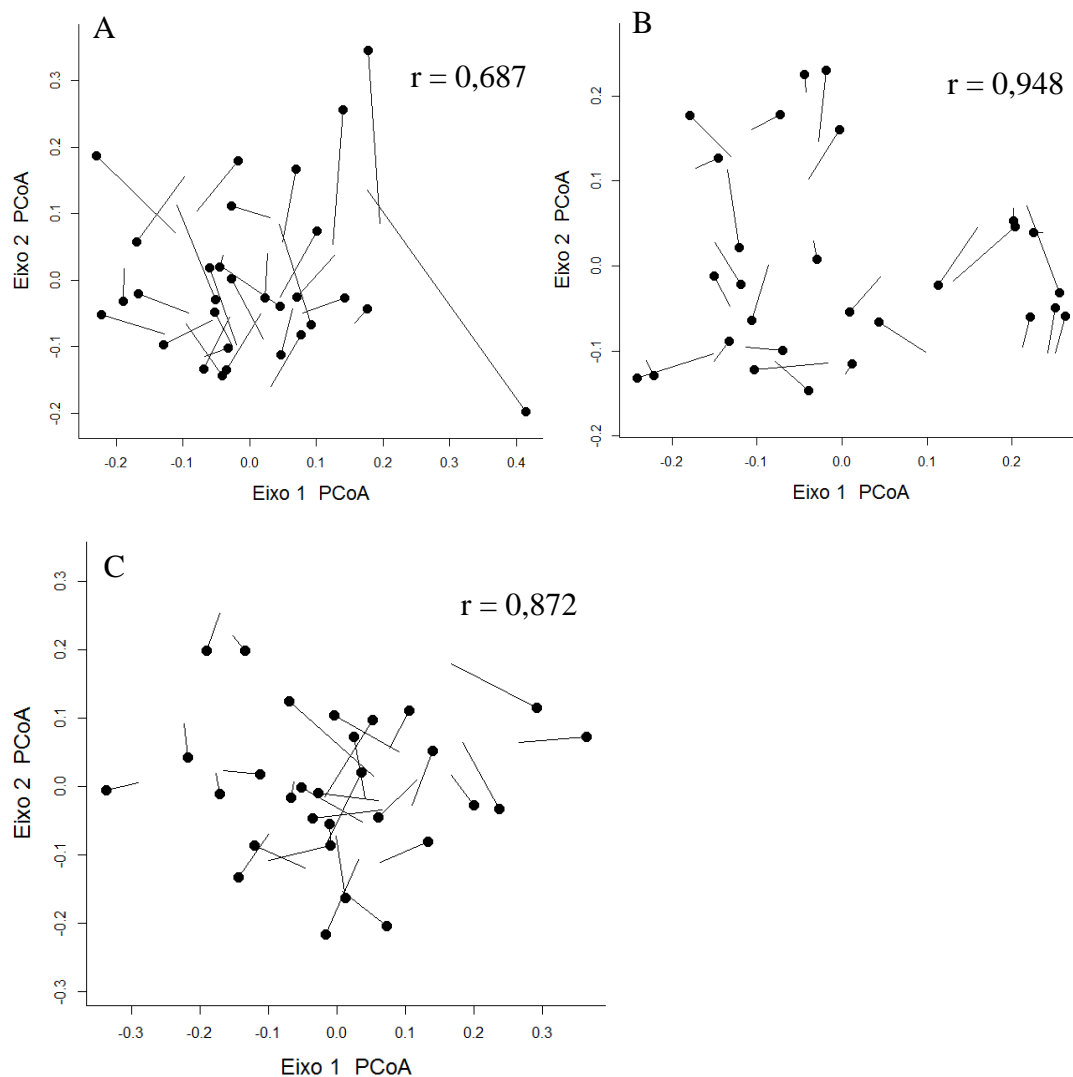 A
r = 0,687
0.3
0.2
0.1
0.0
-0.1
-0.2
Eixo 2 PCoA
-0.2 -0.1 0.0 0.1 0.2 0.3 0.4
Eixo 1 PCoA
B
r = 0,948
0.2
0.1
0.0
-0.1
-0.2
Eixo 2 PCoA
-0.2 -0.1 0.0 0.1 0.2
Eixo 1 PCoA
C
r = 0,872
0.3
0.2
0.1
0.0
-0.1
-0.2
-0.3
Eixo 2 PCoA
-0.3 -0.2 -0.1 0.0 0.1 0.2 0.3
Eixo 1 PCoA